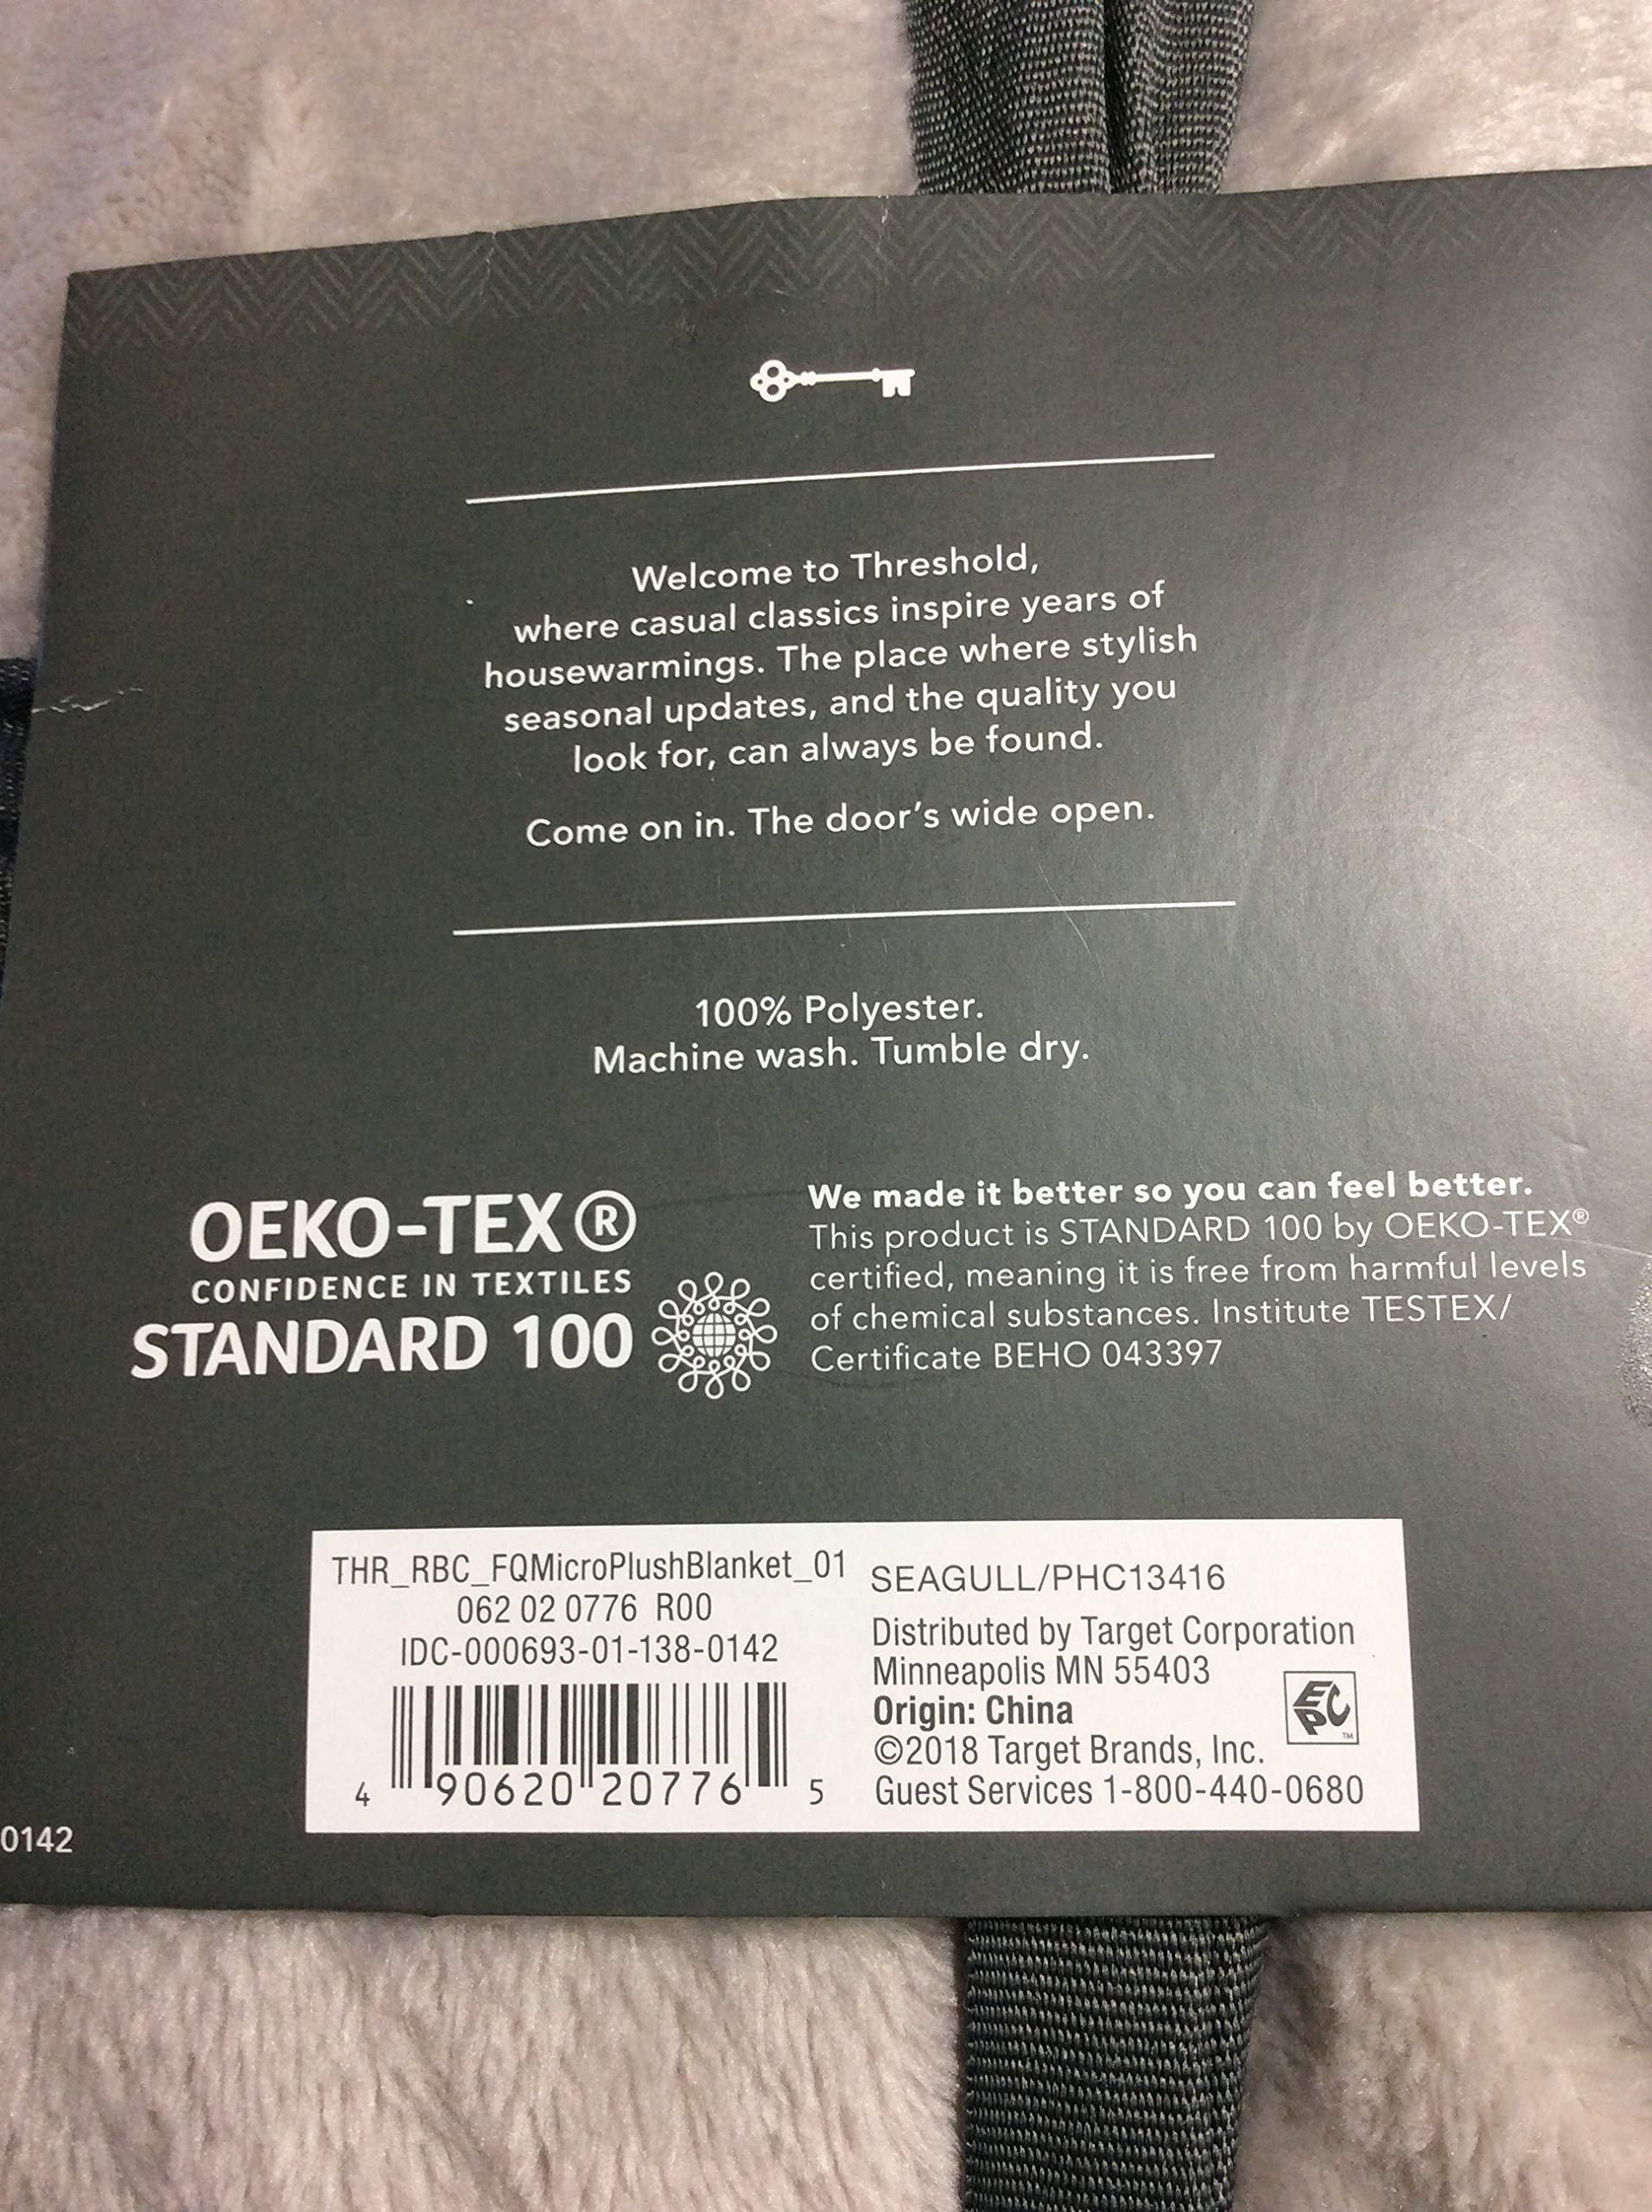 Welcome to Threshold,
where casual classics inspire years of
housewarmings. The place where stylish
seasonal updates, and the quality you
look for, can always be found.
Come on in. The door's wide open.
100% Polyester.
Machine wash. Tumble dry.
OEKO-TEX®
CONFIDENCE IN TEXTILES
STANDARD 100
We made it better so you can feel better.
This product is STANDARD 100 by OEKO-TEX®
certified, meaning it is free from harmful levels
of chemical substances. Institute TESTEX/
Certificate BEHO 043397
THR_RBC_FQMicroPlushBlanket_01
062 02 0776 R00
IDC-000693-01-138-0142
4 90620 20776 5
SEAGULL/PHC13416
Distributed by Target Corporation
Minneapolis MN 55403
Origin: China
©2018 Target Brands, Inc.
Guest Services 1-800-440-0680
EPC™
0142